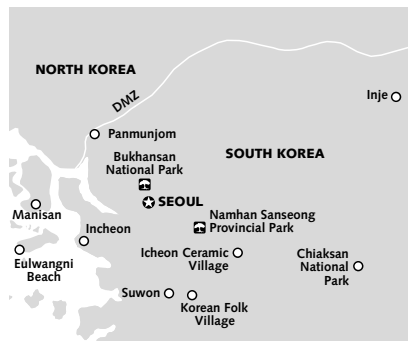 NORTH KOREA
DMZ
Inje
Panmunjom
Bukhansan
National Park
SOUTH KOREA
SEOUL
Manisan
Incheon
Namhan Sanseong
Provincial Park
Eulwangni
Beach
Icheon Ceramic
Village
Chiaksan
National
Park
Suwon
Korean Folk
Village